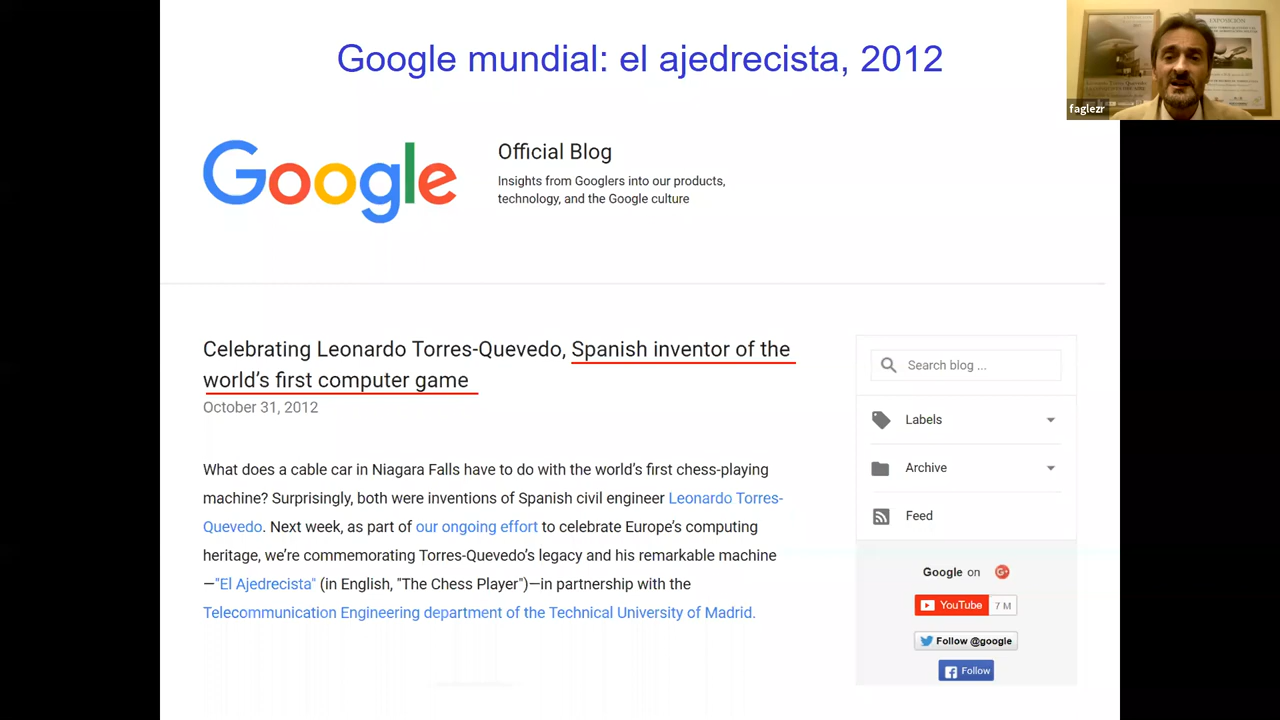 Google mundial: el ajedrecista, 2012
faglezr
EXPOSICIÓN
Google
Official Blog
Insights from Googlers into our products,
technology, and the Google culture
Celebrating Leonardo Torres-Quevedo, Spanish inventor of the
world's first computer game
October 31, 2012
What does a cable car in Niagara Falls have to do with the world's first chess-playing
machine? Surprisingly, both were inventions of Spanish civil engineer Leonardo Torres-
Quevedo. Next week, as part of our ongoing effort to celebrate Europe's computing
heritage, we're commemorating Torres-Quevedo's legacy and his remarkable machine
—"El Ajedrecista" (in English, "The Chess Player")—in partnership with the
Telecommunication Engineering department of the Technical University of Madrid.
Search blog ...
Labels
Archive
Feed
Google on G+
YouTube 7 M
Follow @google
Follow